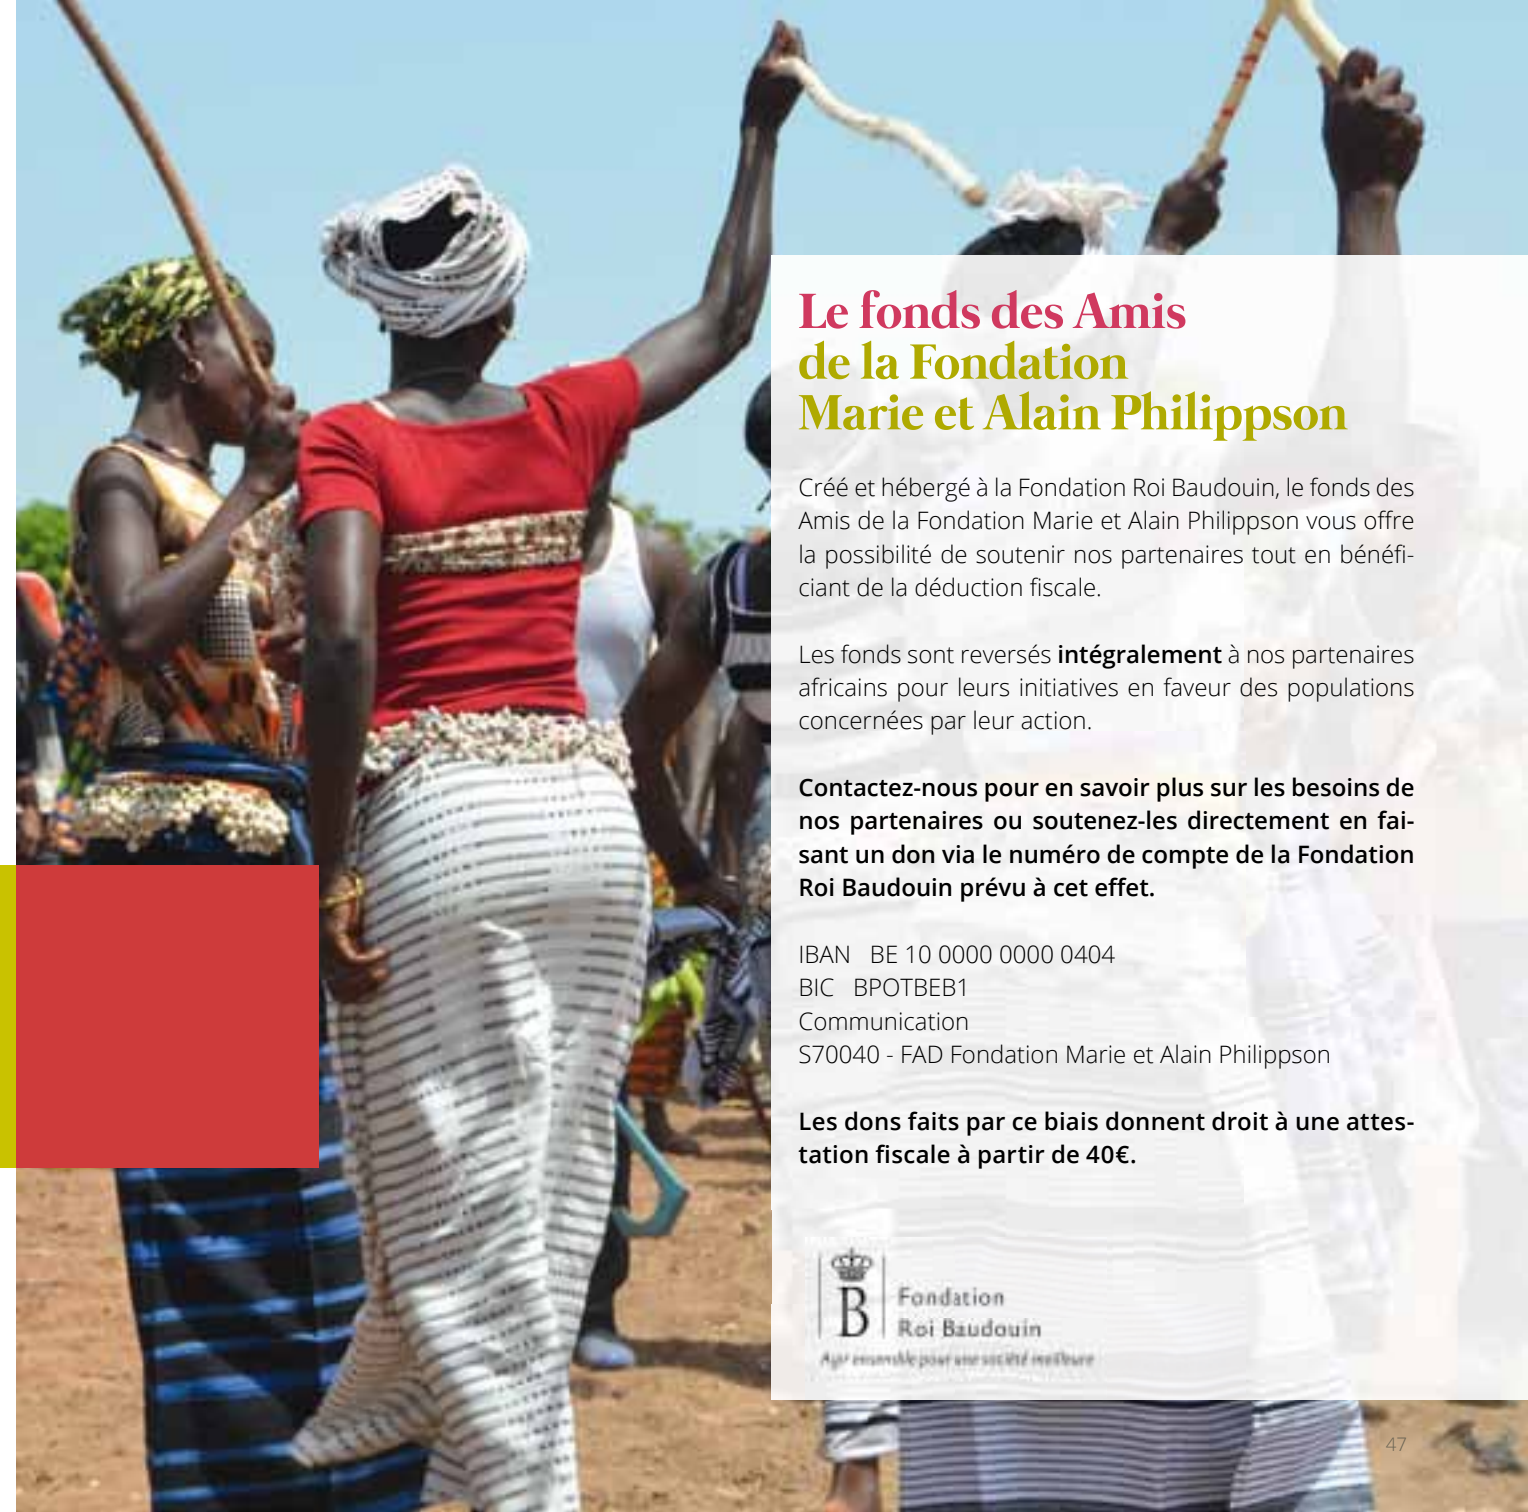 Le fonds des Amis
de la Fondation
Marie et Alain Philippson
Créé et hébergé à la Fondation Roi Baudouin, le fonds des
Amis de la Fondation Marie et Alain Philippson vous offre
la possibilité de soutenir nos partenaires tout en bénéfi-
ciant de la déduction fiscale.
Les fonds sont reversés intégralement à nos partenaires
africains pour leurs initiatives en faveur des populations
concernées par leur action.
Contactez-nous pour en savoir plus sur les besoins de
nos partenaires ou soutenez-les directement en fai-
sant un don via le numéro de compte de la Fondation
Roi Baudouin prévu à cet effet.
IBAN BE 10 0000 0000 0404
BIC BPOTBEB1
Communication
S70040 - FAD Fondation Marie et Alain Philippson
Les dons faits par ce biais donnent droit à une attes-
tation fiscale à partir de 40€.
B
Fondation
Roi Baudouin
Agir ensemble pour une société meilleure
47